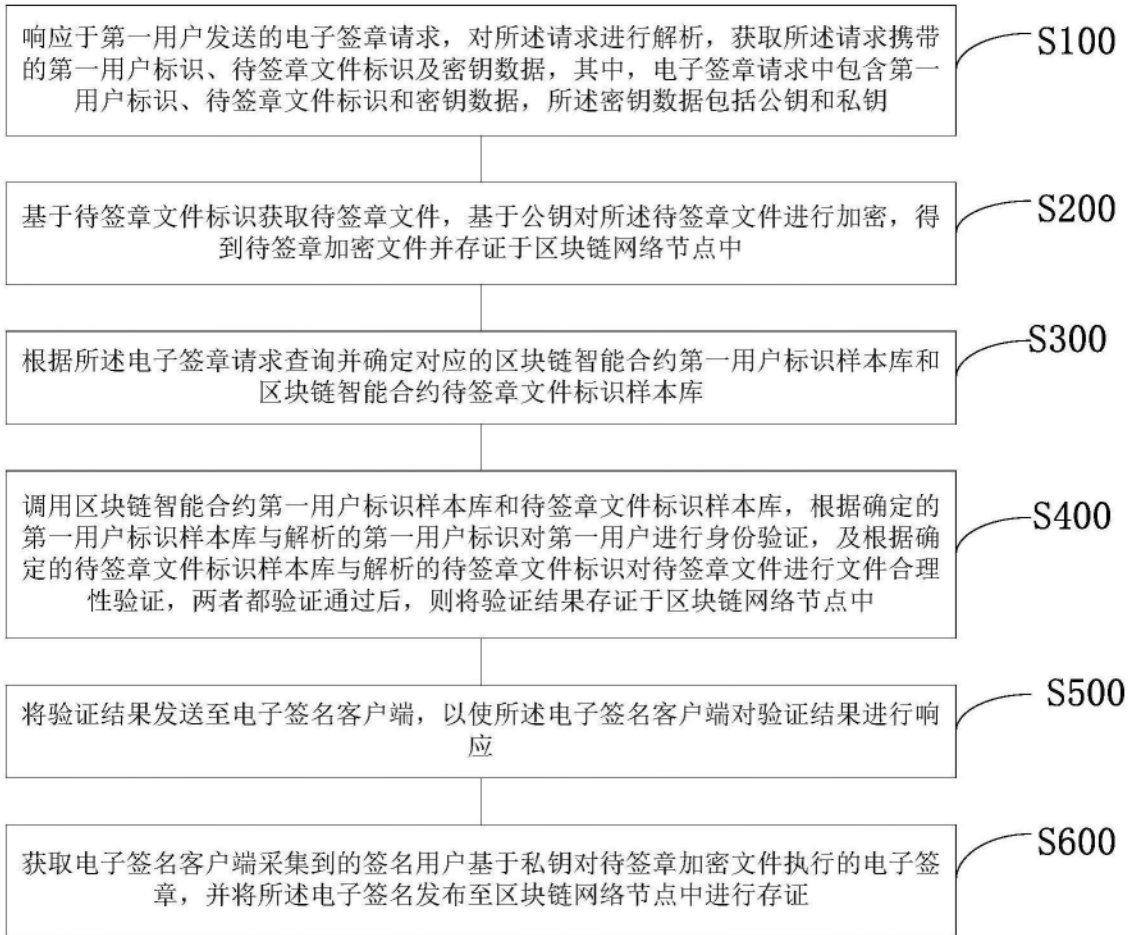 响应于第一用户发送的电子签章请求，对所述请求进行解析，获取所述请求携带
的第一用户标识、待签章文件标识及密钥数据，其中，电子签章请求中包含第一
用户标识、待签章文件标识和密钥数据，所述密钥数据包括公钥和私钥
S100
基于待签章文件标识获取待签章文件，基于公钥对所述待签章文件进行加密，得
到待签章加密文件并存证于区块链网络节点中
S200
根据所述电子签章请求查询并确定对应的区块链智能合约第一用户标识样本库和
区块链智能合约待签章文件标识样本库
S300
调用区块链智能合约第一用户标识样本库和待签章文件标识样本库，根据确定的
第一用户标识样本库与解析的第一用户标识对第一用户进行身份验证，及根据确
定的待签章文件标识样本库与解析的待签章文件标识对待签章文件进行文件合理
性验证，两者都验证通过后，则将验证结果存证于区块链网络节点中
S400
将验证结果发送至电子签名客户端，以使所述电子签名客户端对验证结果进行响
应
S500
获取电子签名客户端采集到的签名用户基于私钥对待签章加密文件执行的电子签
章，并将所述电子签名发布至区块链网络节点中进行存证
S600